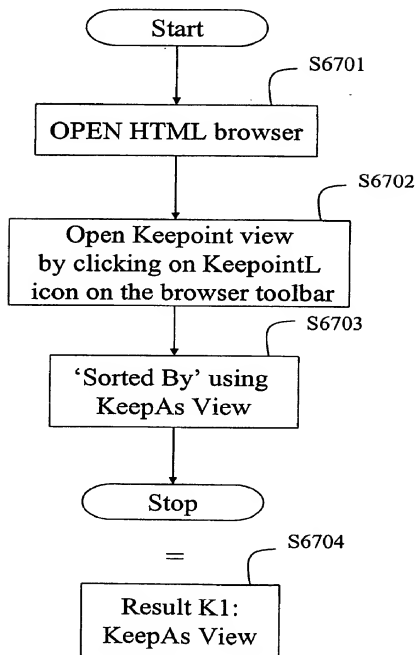 Start
S6701
OPEN HTML browser
S6702
Open Keepoint view
by clicking on KeepointL
icon on the browser toolbar
S6703
‘Sorted By’ using
KeepAs View
Stop
=
S6704
Result K1:
KeepAs View